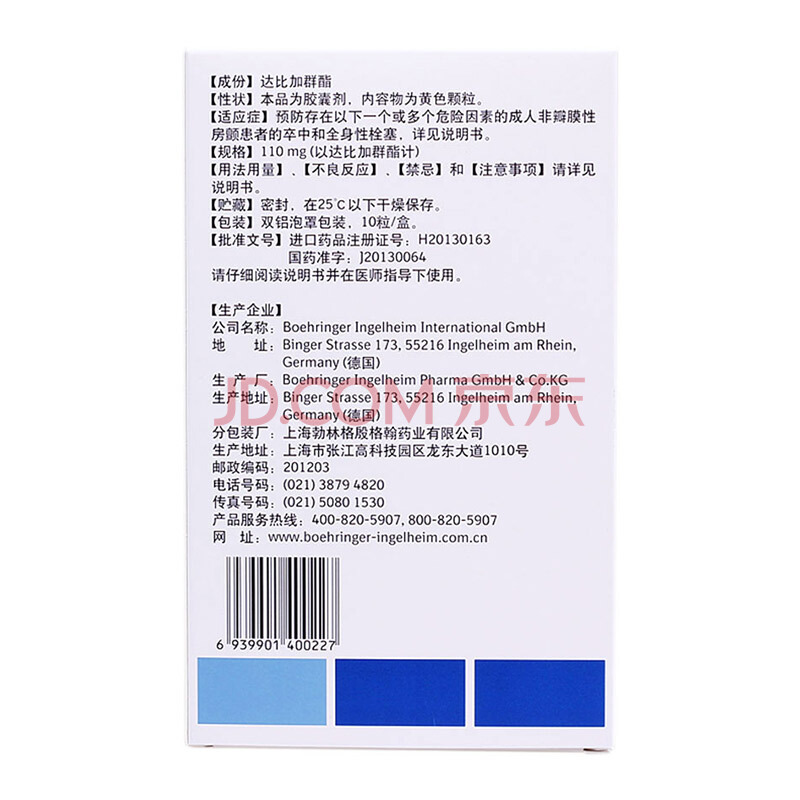 【成份】达比加群酯
【性状】本品为胶囊剂，内容物为黄色颗粒。
【适应症】预防存在以下一个或多个危险因素的成人非瓣膜性
房颤患者的卒中和全身性栓塞，详见说明书。
【规格】110 mg (以达比加群酯计)
【用法用量】、【不良反应】、【禁忌】和【注意事项】请详见
说明书。
【贮藏】密封，在25℃以下干燥保存。
【包装】双铝泡罩包装，10粒/盒。
【批准文号】进口药品注册证号：H20130163
国药准字：J20130064
请仔细阅读说明书并在医师指导下使用。
【生产企业】
公司名称：Boehringer Ingelheim International GmbH
地 址：Binger Strasse 173, 55216 Ingelheim am Rhein,
Germany (德国)
生 产 厂：Boehringer Ingelheim Pharma GmbH & Co.KG
生产地址：Binger Strasse 173, 55216 Ingelheim am Rhein,
Germany (德国)
JD.COM 京东
分包装厂：上海勃林格殷格翰药业有限公司
生产地址：上海市张江高科技园区龙东大道1010号
邮政编码：201203
电话号码：(021) 3879 4820
传真号码：(021) 5080 1530
产品服务热线：400-820-5907, 800-820-5907
网 址：www.boehringer-ingelheim.com.cn
6 939901 400227